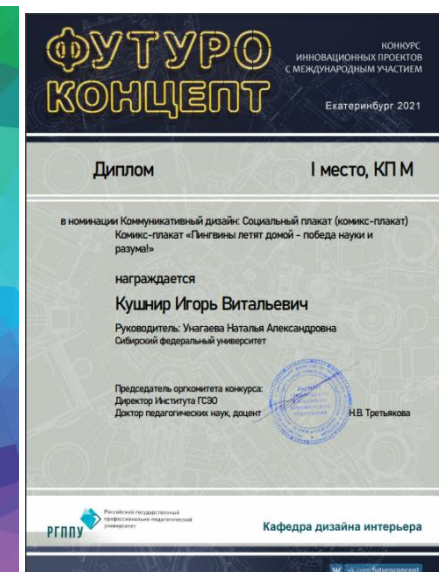 ФУТУРО
КОНЦЕПТ
КОНКУРС
ИННОВАЦИОННЫХ ПРОЕКТОВ
С МЕЖДУНАРОДНЫМ УЧАСТИЕМ
Екатеринбург 2021
Диплом
I место, КП М
в номинации Коммуникативный дизайн: Социальный плакат (комикс-плакат)
Комикс-плакат «Пингвины летят домой - победа науки и
разума!»
награждается
Кушнир Игорь Витальевич
Руководитель: Унагаева Наталья Александровна
Сибирский федеральный университет
Председатель оргкомитета конкурса:
Директор Института ГСЭО
Доктор педагогических наук, доцент
Н.В. Третьякова
РГППУ
Российский государственный
профессионально-педагогический
университет
Кафедра дизайна интерьера
vk.com/futuroconcept